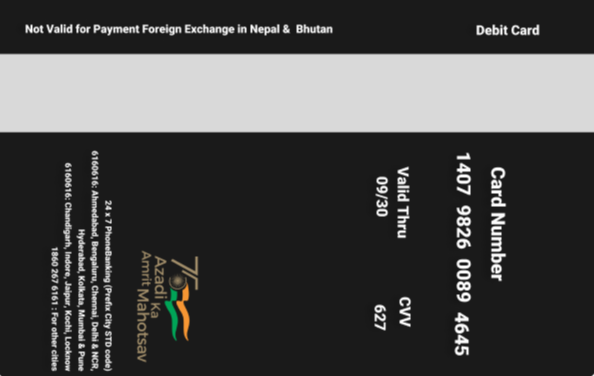 Not Valid for Payment Foreign Exchange in Nepal & Bhutan
Debit Card
Card Number
1407 9826 0089 4645
Valid Thru
09/30
CVV
627
75
Azadi Ka
Amrit Mahotsav
24 x 7 PhoneBanking (Prefix City STD code)
6160616: Ahmedabad, Bengaluru, Chennai, Delhi & NCR,
Hyderabad, Kolkata, Mumbai & Pune
6160616: Chandigarh, Indore, Jaipur, Kochi, Locknow
1860 267 6161 : For other cities